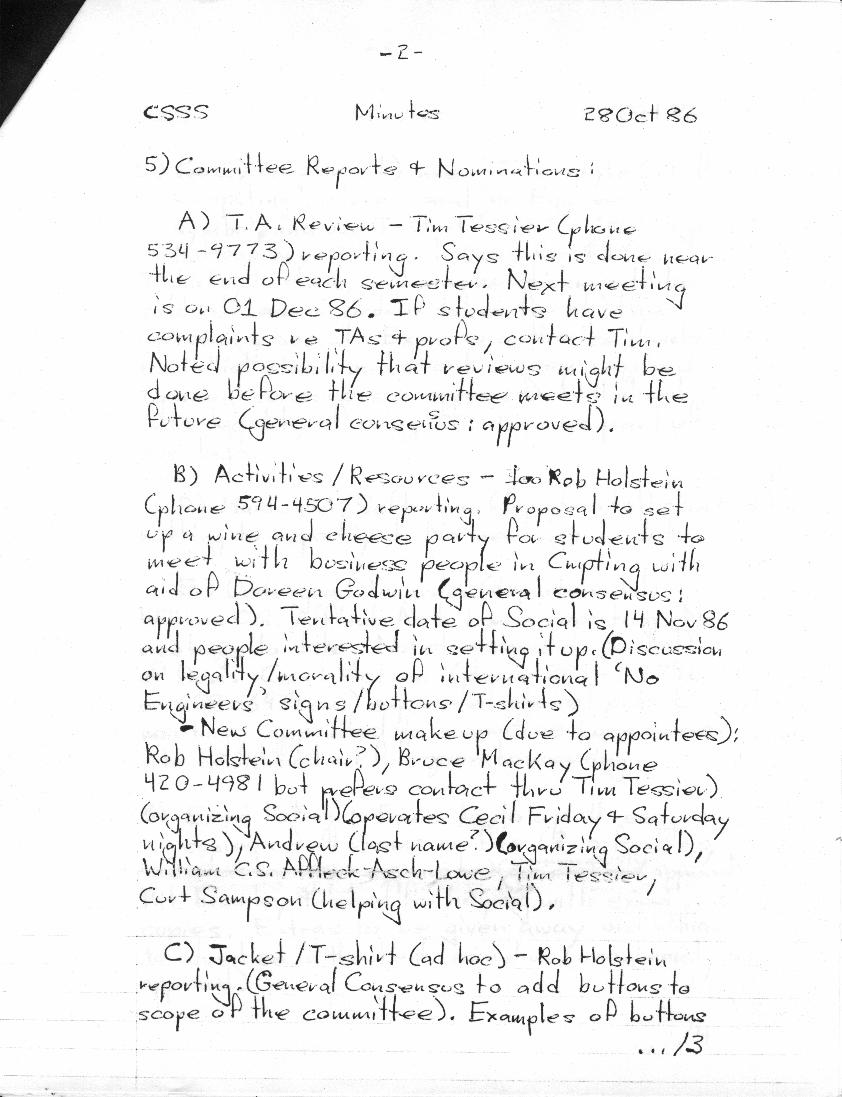 -2-
CSSS Minutes 28 Oct 86
5) Committee Reports & Nominations:
A) T.A. Review - Tim Tessier (phone
534-9773) reporting. Says this is done near
the end of each semester. Next meeting
is on 01 Dec 86. If students have
complaints re TAs & profs, contact Tim.
Noted possibility that reviews might be
done before the committee meets in the
future (general consensus: approved).
B) Activities / Resources - Rob Holstein
(phone 594-4507) reporting. Proposal to set
up a wine and cheese party for students to
meet with business people in Cmpting with
aid of Doreen Godwin (general consensus:
approved). Tentative date of Social is 14 Nov 86
and people interested in setting it up. (Discussion
on legality/morality of international 'No
Engineers' signs/buttons/T-shirts)
- New Committee makeup (due to appointees):
Rob Holstein (chair?), Bruce MacKay (phone
420-4981 but prefers contact thru Tim Tessier)
(organizing Social) (operates Cecil Friday & Saturday
nights), Andrew (last name?) (organizing Social),
William C.S. Affleck-Asch-Lowe, Tim Tessier,
Curt Sampson (helping with Social).
C) Jacket / T-shirt (ad hoc) - Rob Holstein
reporting. (General Consensus to add buttons to
scope of the committee). Examples of buttons
.../3